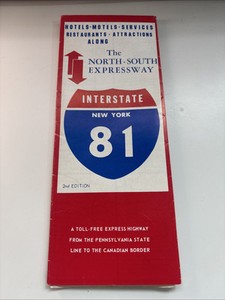 HOTELS-MOTELS-SERVICES
RESTAURANTS-ATTRACTIONS
ALONG
The
NORTH-SOUTH
EXPRESSWAY
INTERSTATE
NEW YORK
81
2nd EDITION
A TOLL-FREE EXPRESS HIGHWAY
FROM THE PENNSYLVANIA STATE
LINE TO THE CANADIAN BORDER